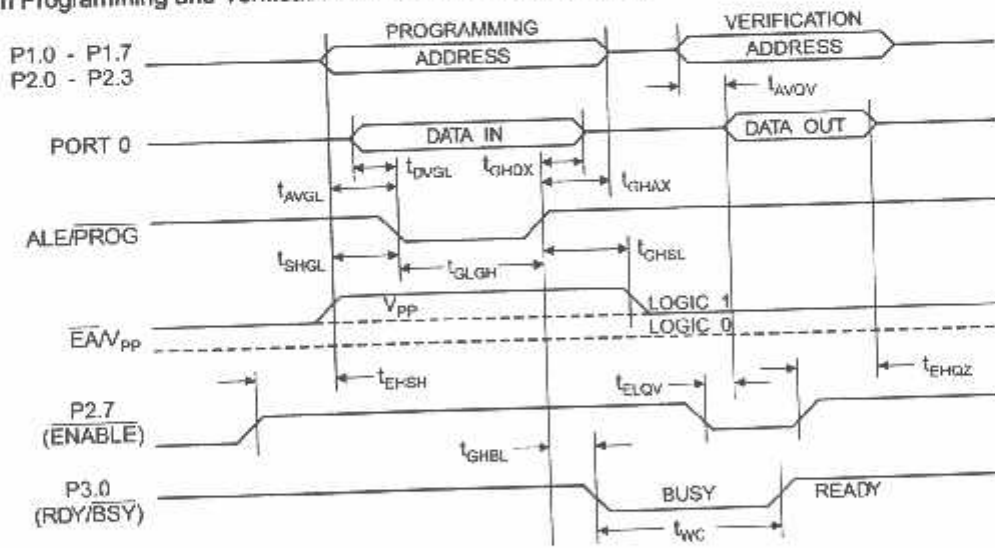 Programming and
PROGRAMMING VERIFICATION
P1.0 - P1.7
P2.0 - P2.3
ADDRESS ADDRESS
tAVQV
PORT 0 DATA IN DATA OUT
tDVGL tGHDX
tAVGL tGHAX
ALE/PROG
tSHGL tGLGH tGHSL
VPP LOGIC 1
LOGIC 0
EA/VPP
tEHSH tELQV tEHQZ
P2.7
(ENABLE)
tGHBL
P3.0 BUSY READY
(RDY/BSY)
tWC